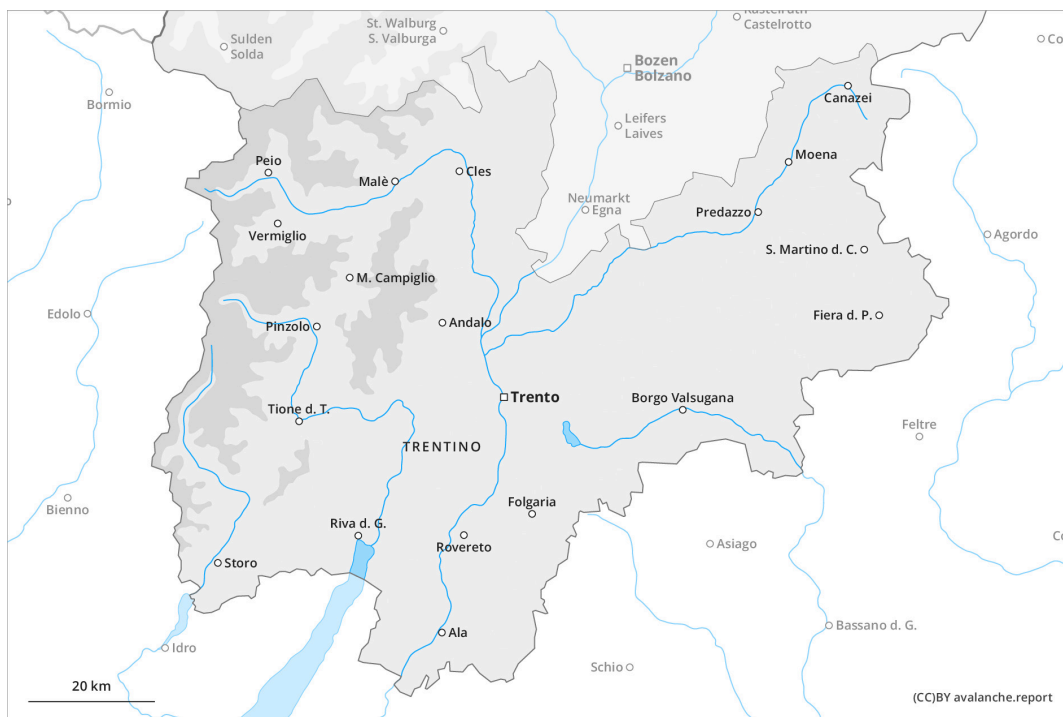 Kastelruth
Castelrotto
St. Walburg
S. Valburga
Sulden
Solda
Co
Bozen
Bolzano
Bormio
Canazei
Leifers
Laives
Moena
Peio
Malè
Cles
Neumarkt
Egna
Predazzo
Vermiglio
Agordo
S. Martino d. C.
M. Campiglio
Edolo
Pinzolo
Andalo
Fiera d. P.
Trento
Borgo Valsugana
Tione d. T.
Feltre
TRENTINO
Bienno
Folgaria
Riva d. G.
Rovereto
Asiago
Co
Storo
Ala
Bassano d. G.
Idro
Schio
20 km
(CC)BY avalanche.report